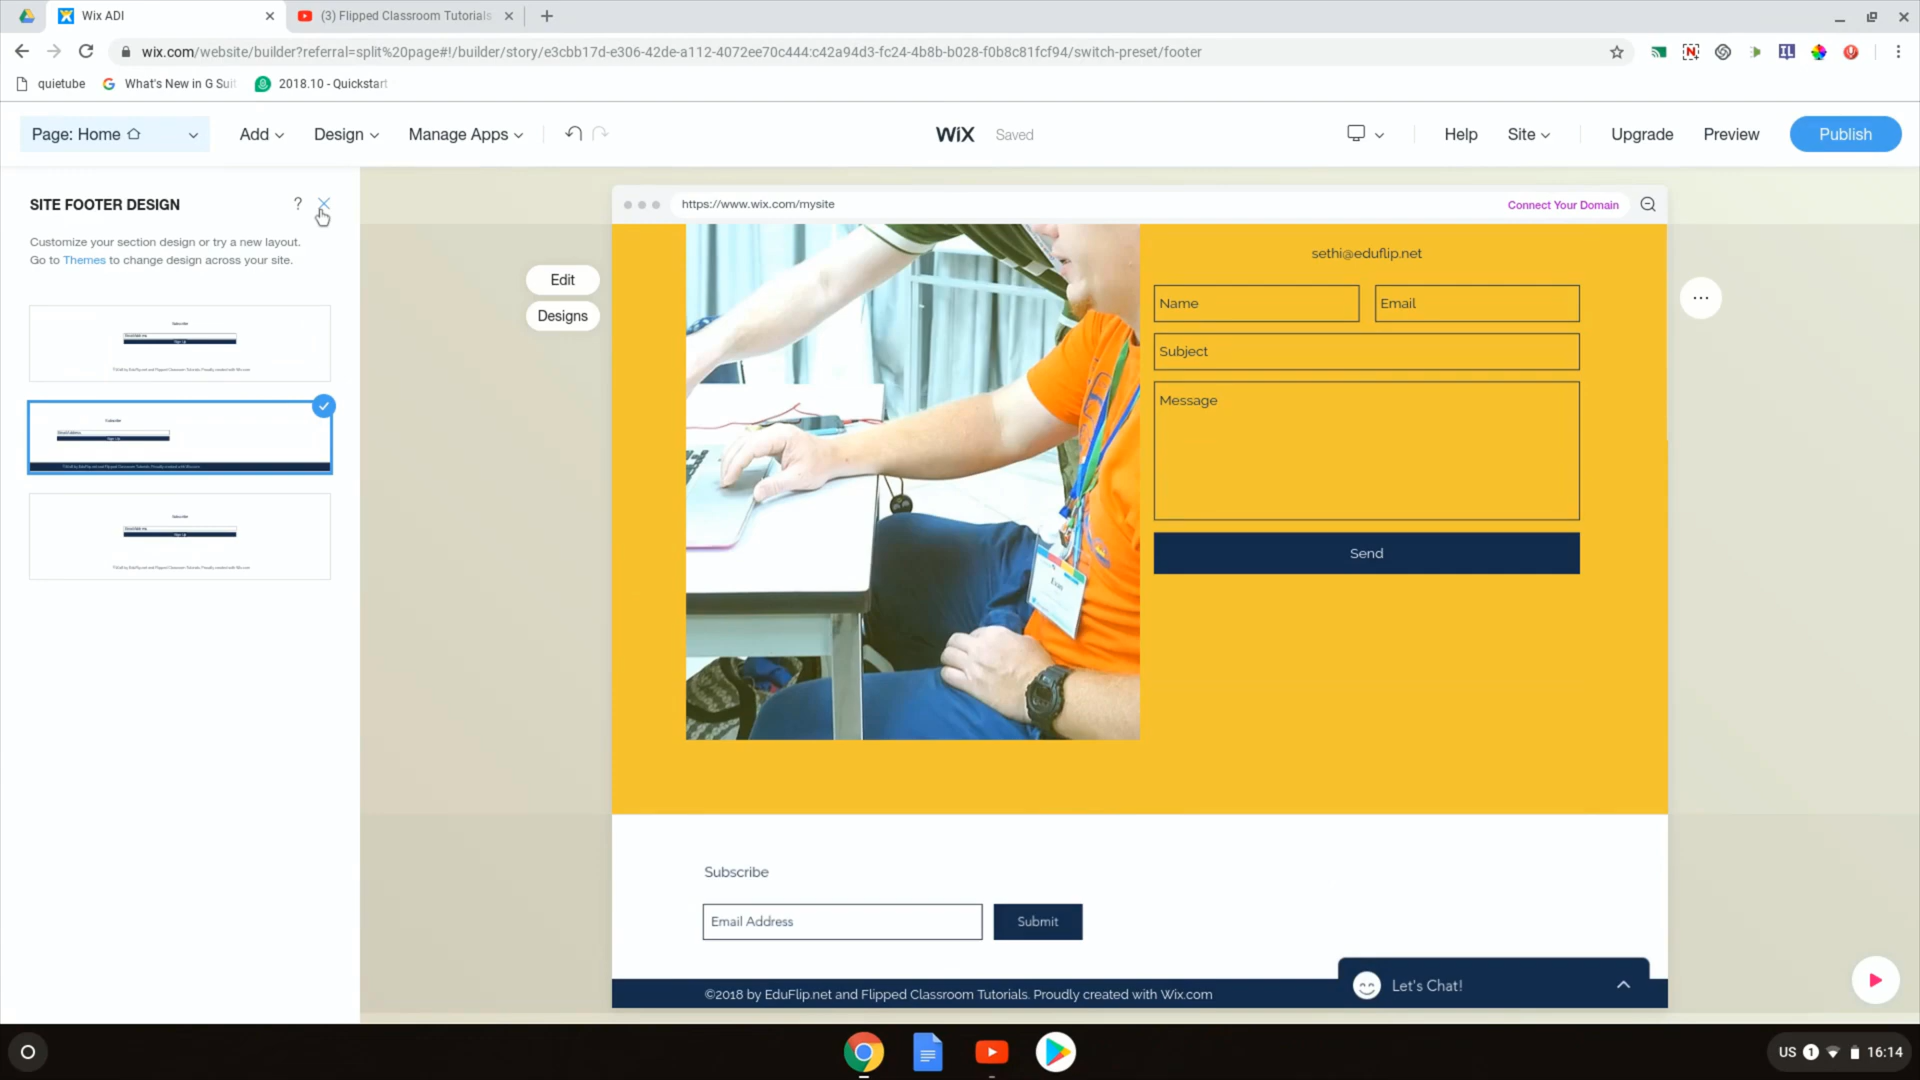 Wix ADI
(3) Flipped Classroom Tutorials
wix.com/website/builder?referral=split%20page#!/builder/story/e3cbb17d-e306-42de-a112-4072ee70c444:c42a94d3-fc24-4b8b-b028-f0b8c81fcf94/switch-preset/footer
quietube
What's New in G Suit
2018.10 - Quickstart
Page: Home
Add
Design
Manage Apps
WiX
Saved
Help
Site
Upgrade
Preview
Publish
SITE FOOTER DESIGN
?
Customize your section design or try a new layout.
Go to Themes to change design across your site.
Subscribe
Subscribe
Subscribe
https://www.wix.com/mysite
Connect Your Domain
Edit
Designs
sethi@eduflip.net
Name
Email
Subject
Message
Send
Subscribe
Email Address
Submit
©2018 by EduFlip.net and Flipped Classroom Tutorials. Proudly created with Wix.com
Let's Chat!
US
1
16:14